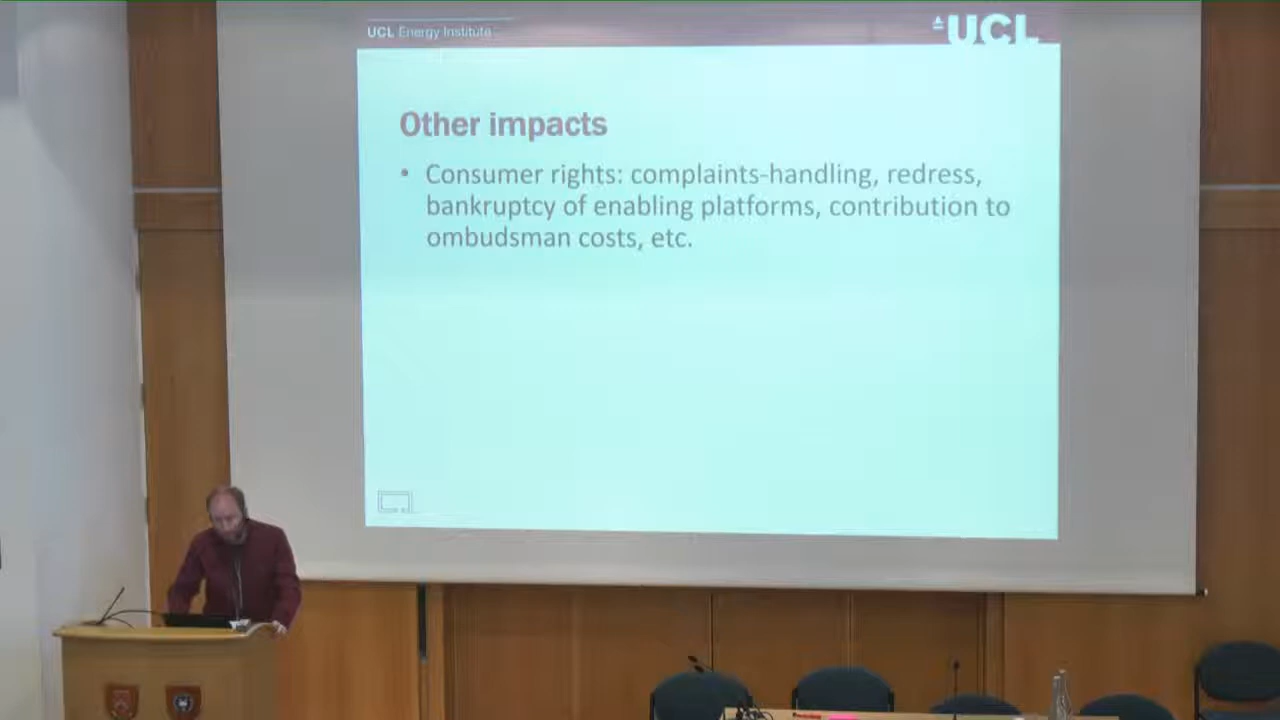 UCL Energy Institute
UCL
Other impacts
• Consumer rights: complaints-handling, redress,
bankruptcy of enabling platforms, contribution to
ombudsman costs, etc.